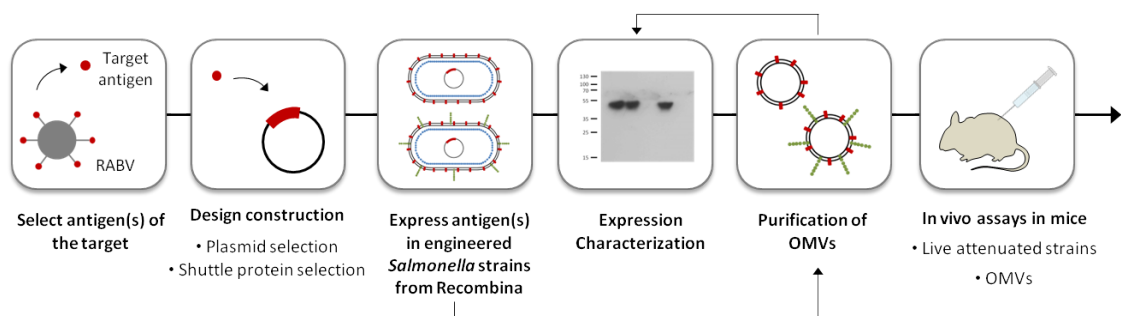 Target
antigen
RABV
Select antigen(s) of
the target
Design construction
• Plasmid selection
• Shuttle protein selection
Express antigen(s)
in engineered
Salmonella strains
from Recombina
130
100
70
55
35
25
15
Expression
Characterization
Purification of
OMVs
In vivo assays in mice
• Live attenuated strains
• OMVs